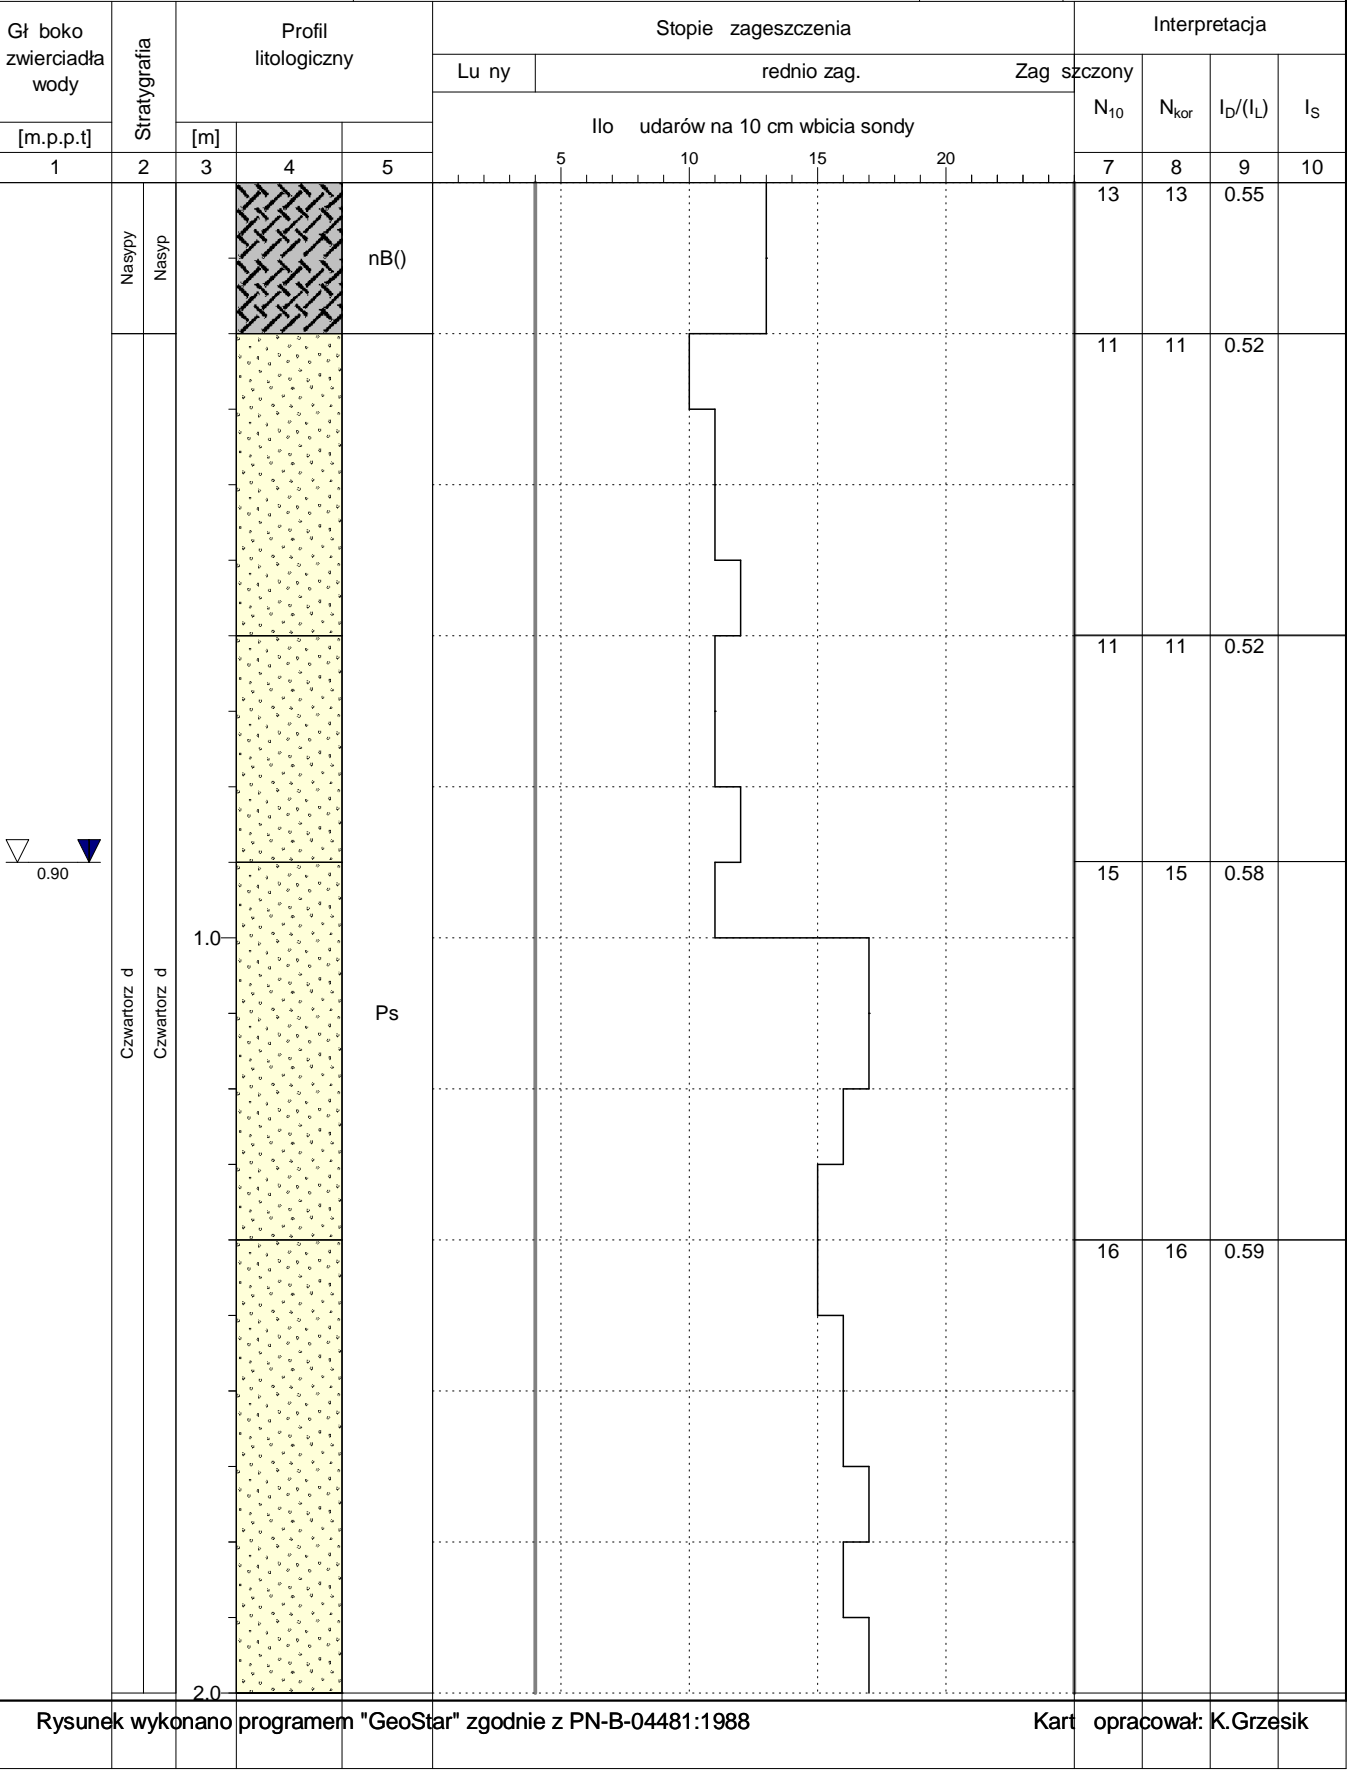 Gł boko
zwierciadła
wody
[m.p.p.t]
Stratygrafia
Profil
litologiczny
[m]
Stopie zageszczenia
Lu ny
rednio zag.
Zag szczony
Ilo udarów na 10 cm wbicia sondy
5 10 15 20
Interpretacja
N10 Nkor ID/(IL) IS
1 2 3 4 5 7 8 9 10
Nasypy
Nasyp
nB()
13 13 0.55
11 11 0.52
11 11 0.52
0.90
15 15 0.58
1.0
Czwartorz d
Czwartorz d
Ps
16 16 0.59
2.0
Rysunek wykonano programem "GeoStar" zgodnie z PN-B-04481:1988
Kart opracował: K.Grzesik